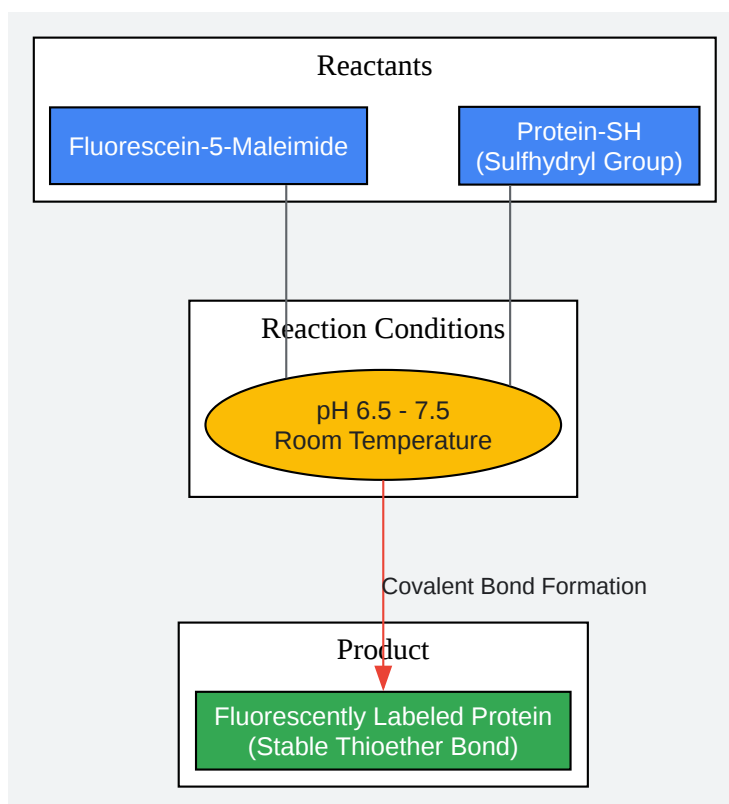 Reactants
Fluorescein-5-Maleimide
Protein-SH
(Sulfhydryl Group)
Reaction Conditions
pH 6.5 - 7.5
Room Temperature
Covalent Bond Formation
Product
Fluorescently Labeled Protein
(Stable Thioether Bond)